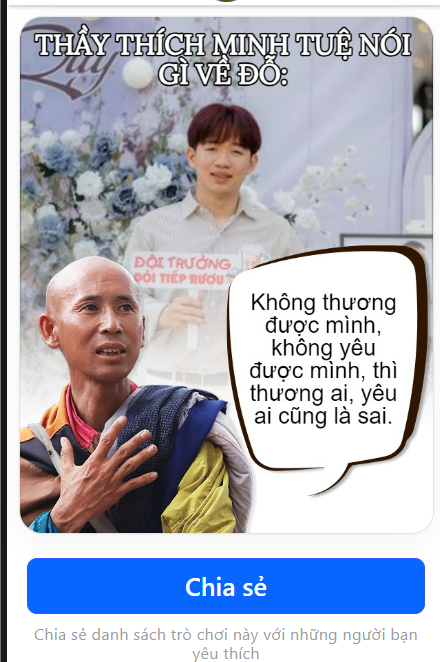 THẦY THÍCH MINH TUỆ NÓI
GÌ VỀ ĐỖ:
ĐỘI TRƯỞNG
ĐỘI TIẾP RƯỢU
Không thương
được mình,
không yêu
được mình, thì
thương ai, yêu
ai cũng là sai.
Chia sẻ
Chia sẻ danh sách trò chơi này với những người bạn
yêu thích